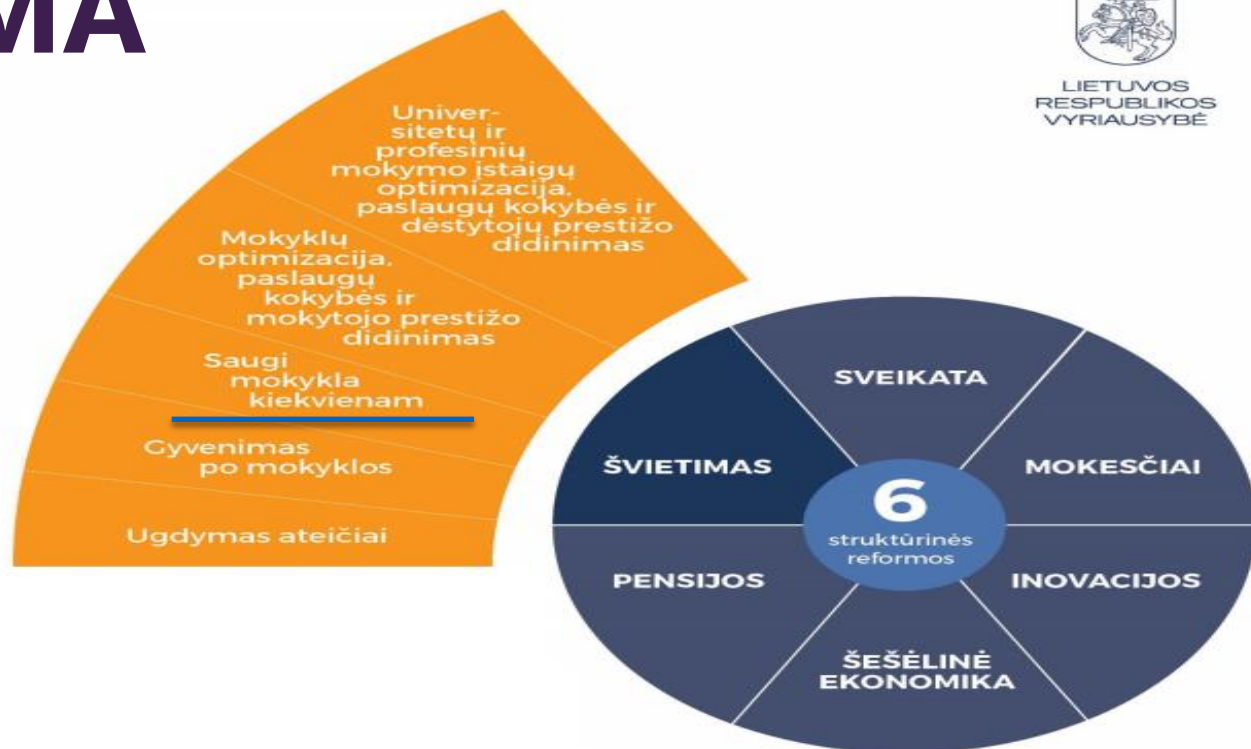 MA
LIETUVOS
RESPUBLIKOS
VYRIAUSYBĖ
Univer-
sitetų ir
profesinių
mokymo įstaigų
optimizacija,
paslaugų kokybės ir
dėstytojų prestižo
didinimas
Mokyklų
optimizacija,
paslaugų
kokybės ir
mokytojo prestižo
didinimas
Saugi
mokykla
kiekvienam
Gyvenimas
po mokyklos
Ugdymas ateičiai
SVEIKATA
ŠVIETIMAS
MOKESČIAI
6
struktūrinės
reformos
PENSIJOS
INOVACIJOS
ŠEŠĖLINĖ
EKONOMIKA